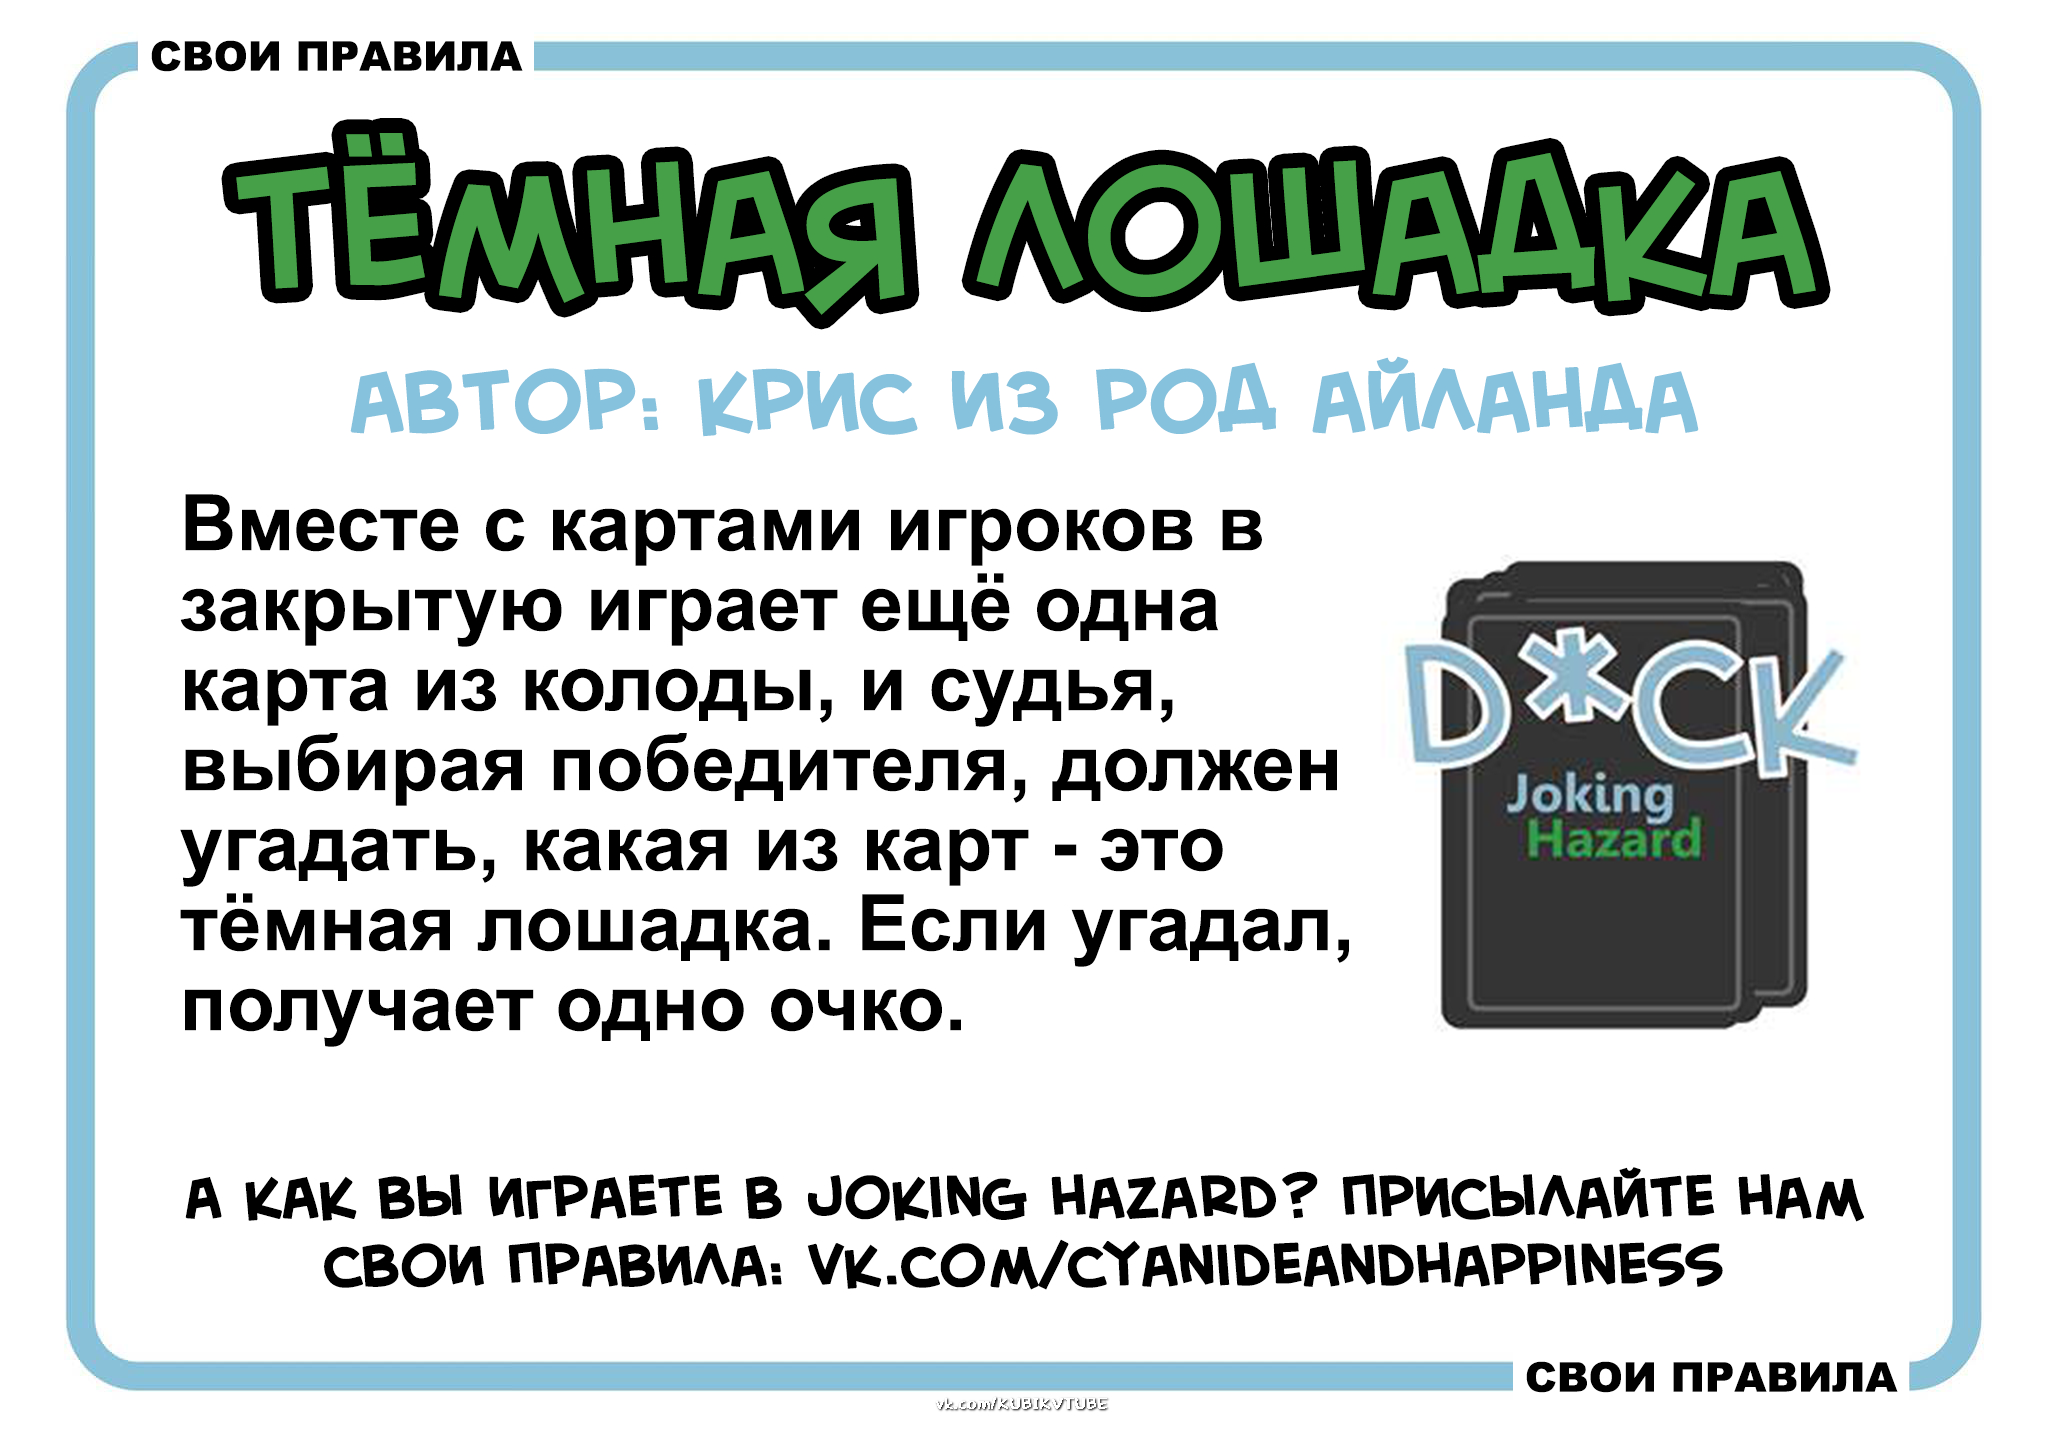 СВОИ ПРАВИЛА
ТЁМНАЯ ЛОШАДКА
АВТОР: КРИС ИЗ РОД АЙЛАНДА
Вместе с картами игроков в
закрытую играет ещё одна
карта из колоды, и судья,
выбирая победителя, должен
угадать, какая из карт - это
тёмная лошадка. Если угадал,
получает одно очко.
D*CK
Joking
Hazard
А КАК ВЫ ИГРАЕТЕ В JOKING HAZARD? ПРИСЫЛАЙТЕ НАМ
СВОИ ПРАВИЛА: VK.COM/CYANIDEANDHAPPINESS
СВОИ ПРАВИЛА
vk.com/KUBIKVTUBE